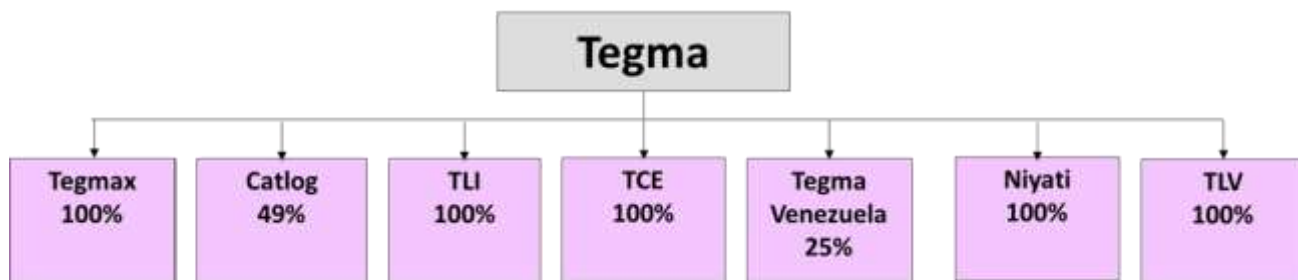 Tegma
Tegmax
100%
Catlog
49%
TLI
100%
TCE
100%
Tegma
Venezuela
25%
Niyati
100%
TLV
100%